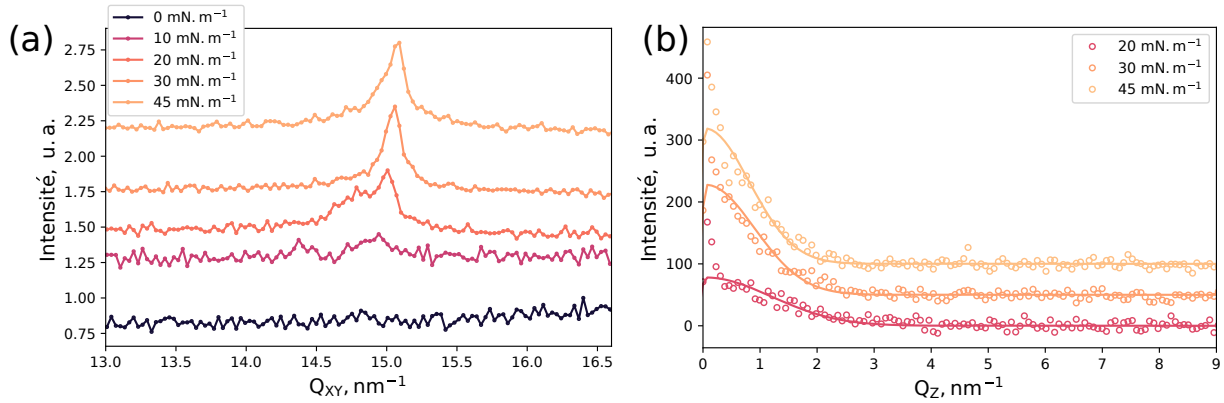 (a)
0 mN.m⁻¹
10 mN.m⁻¹
20 mN.m⁻¹
30 mN.m⁻¹
45 mN.m⁻¹
Intensité, u. a.
2.75
2.50
2.25
2.00
1.75
1.50
1.25
1.00
0.75
13.0 13.5 14.0 14.5 15.0 15.5 16.0 16.5
Q_XY, nm⁻¹
(b)
20 mN.m⁻¹
30 mN.m⁻¹
45 mN.m⁻¹
Intensité, u. a.
400
300
200
100
0
0 1 2 3 4 5 6 7 8 9
Q_Z, nm⁻¹